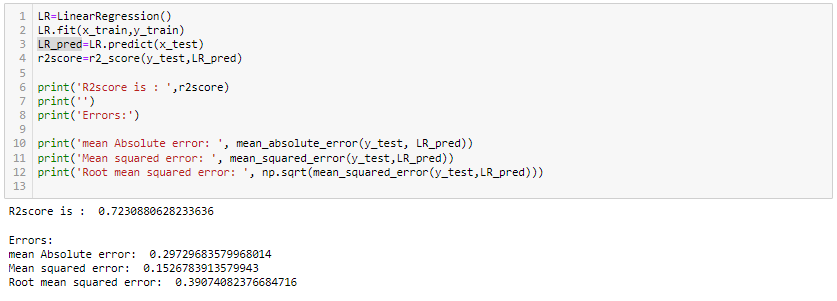 1 LR=LinearRegression()
2 LR.fit(x_train,y_train)
3 LR_pred=LR.predict(x_test)
4 r2score=r2_score(y_test,LR_pred)
5
6 print('R2score is : ',r2score)
7 print('')
8 print('Errors:')
9
10 print('mean Absolute error: ', mean_absolute_error(y_test, LR_pred))
11 print('Mean squared error: ', mean_squared_error(y_test,LR_pred))
12 print('Root mean squared error: ', np.sqrt(mean_squared_error(y_test,LR_pred)))
13
R2score is :  0.7230880628233636
Errors:
mean Absolute error:  0.29729683579968014
Mean squared error:  0.1526783913579943
Root mean squared error:  0.39074082376684716